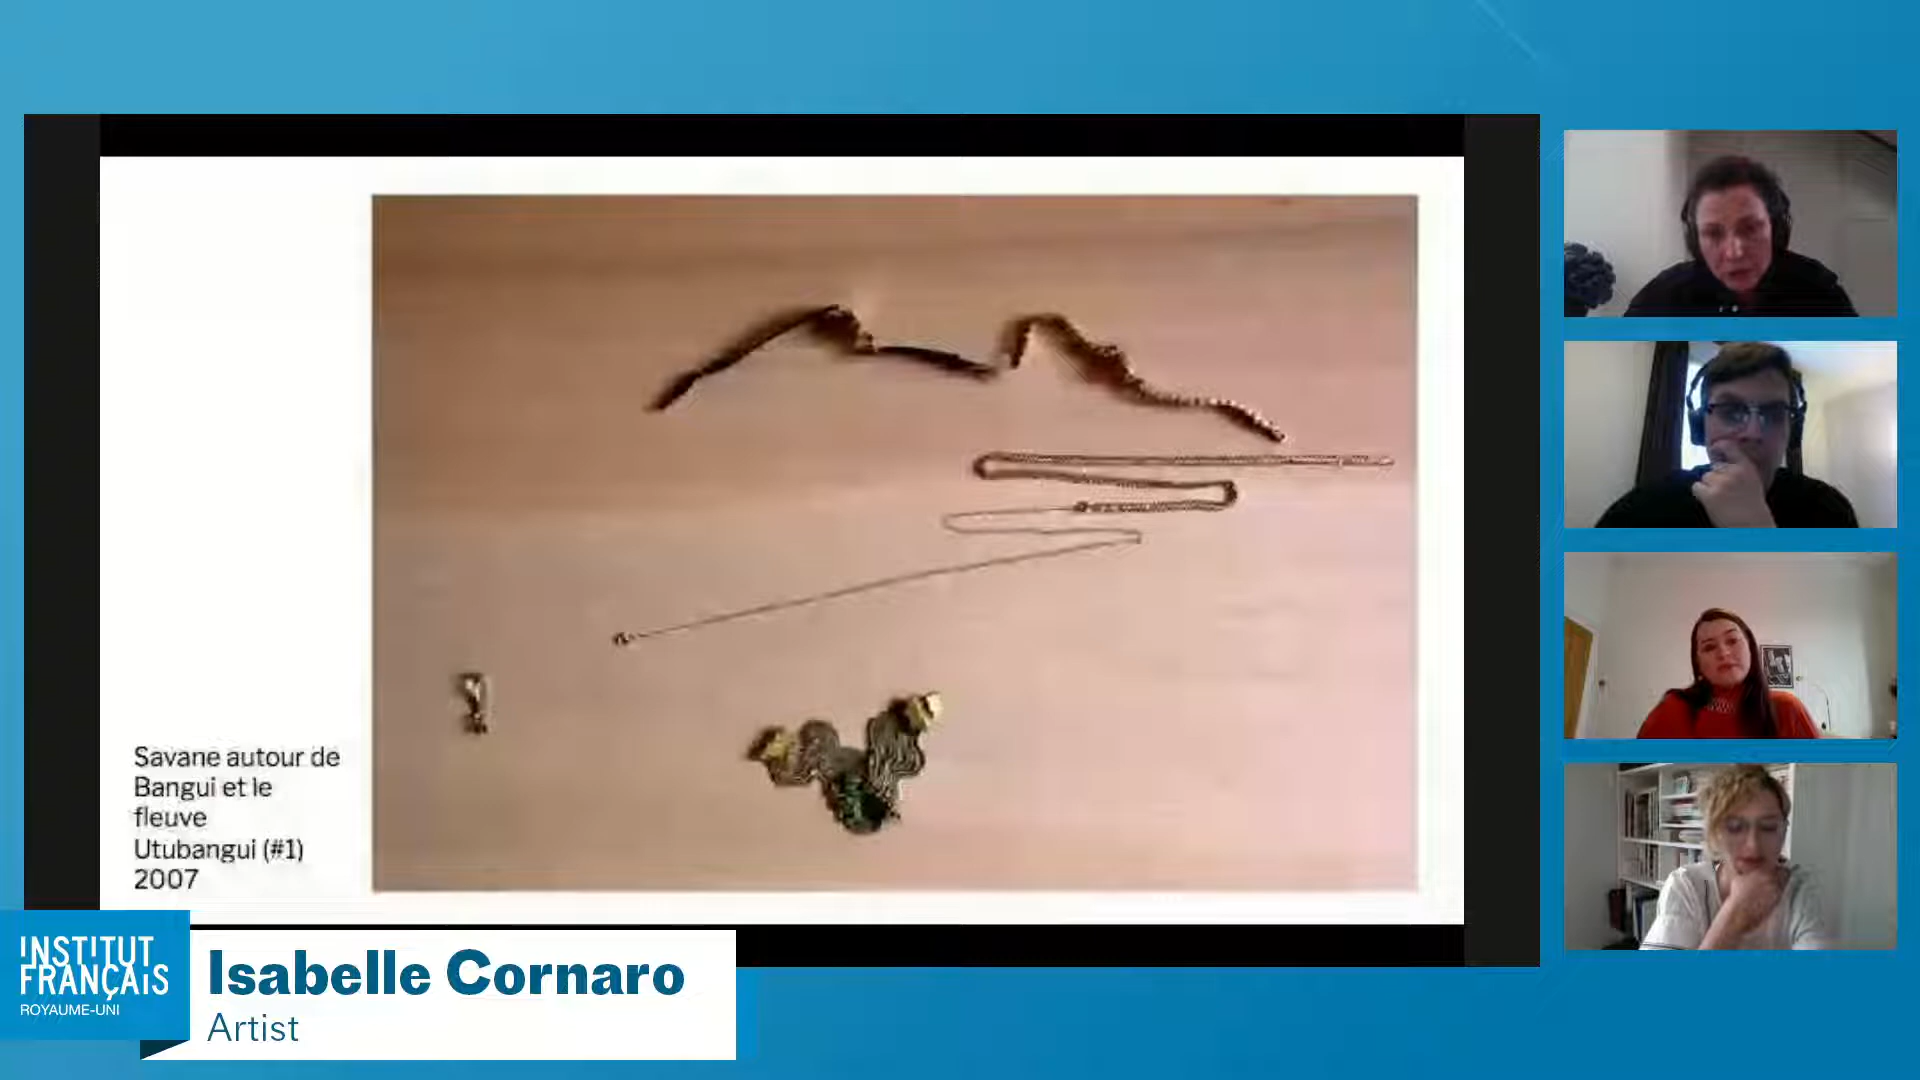 Savane autour de
Bangui et le
fleuve
Utubangui (#1)
2007
INSTITUT
FRANÇAIS
ROYAUME-UNI
Isabelle Cornaro
Artist